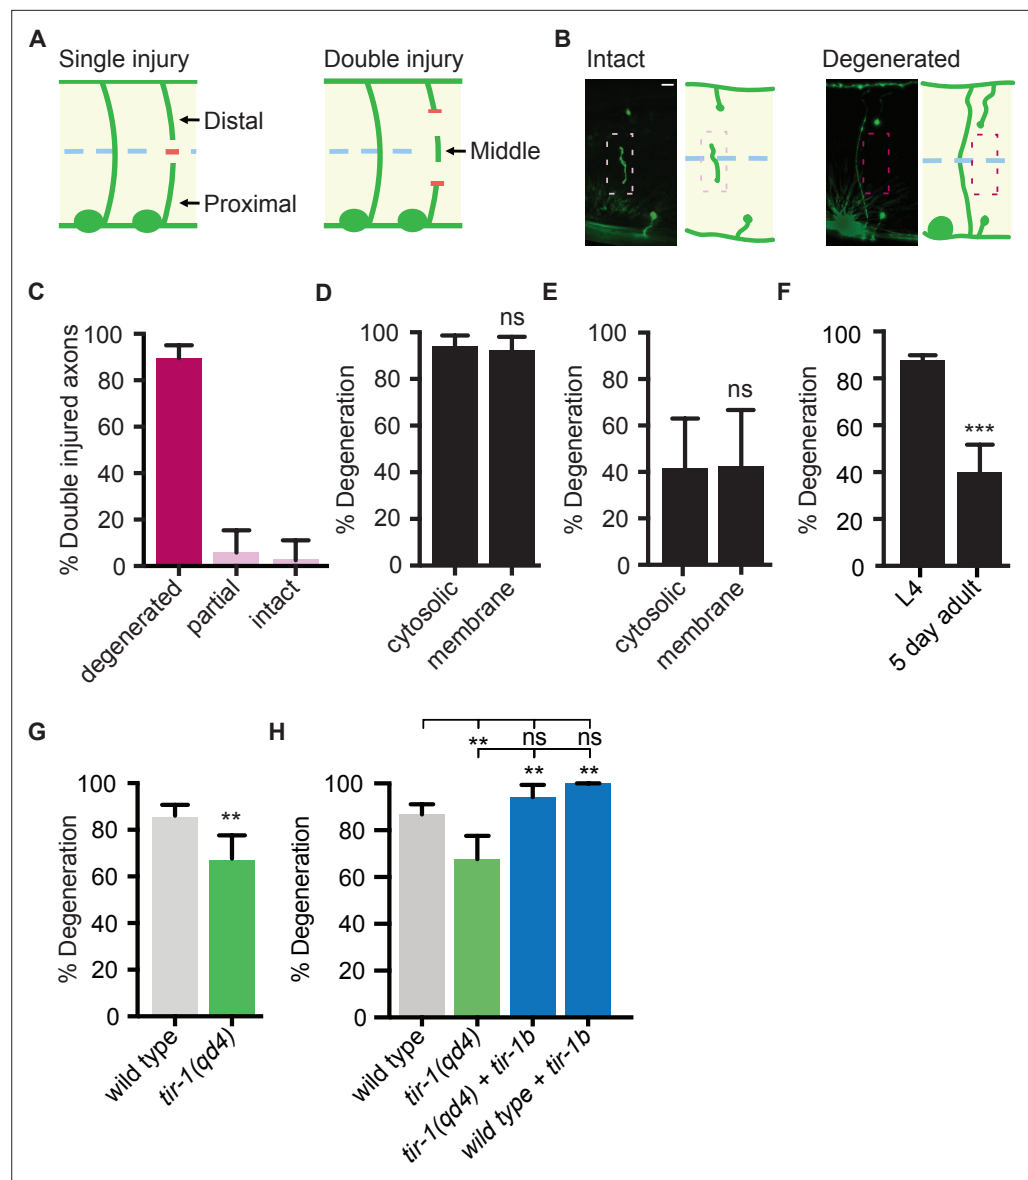 A
Single injury
Double injury
Distal
Middle
Proximal
B
Intact
Degenerated
C
% Double injured axons
100
80
60
40
20
0
degenerated
partial
intact
D
% Degeneration
100
80
60
40
20
0
ns
cytosolic
membrane
E
% Degeneration
100
80
60
40
20
0
ns
cytosolic
membrane
F
% Degeneration
100
80
60
40
20
0
***
L4
5 day adult
G
% Degeneration
100
80
60
40
20
0
**
wild type
tir-1(qd4)
H
% Degeneration
100
80
60
40
20
0
** ns ns
** **
wild type
tir-1(qd4)
tir-1(qd4) + tir-1b
wild type + tir-1b